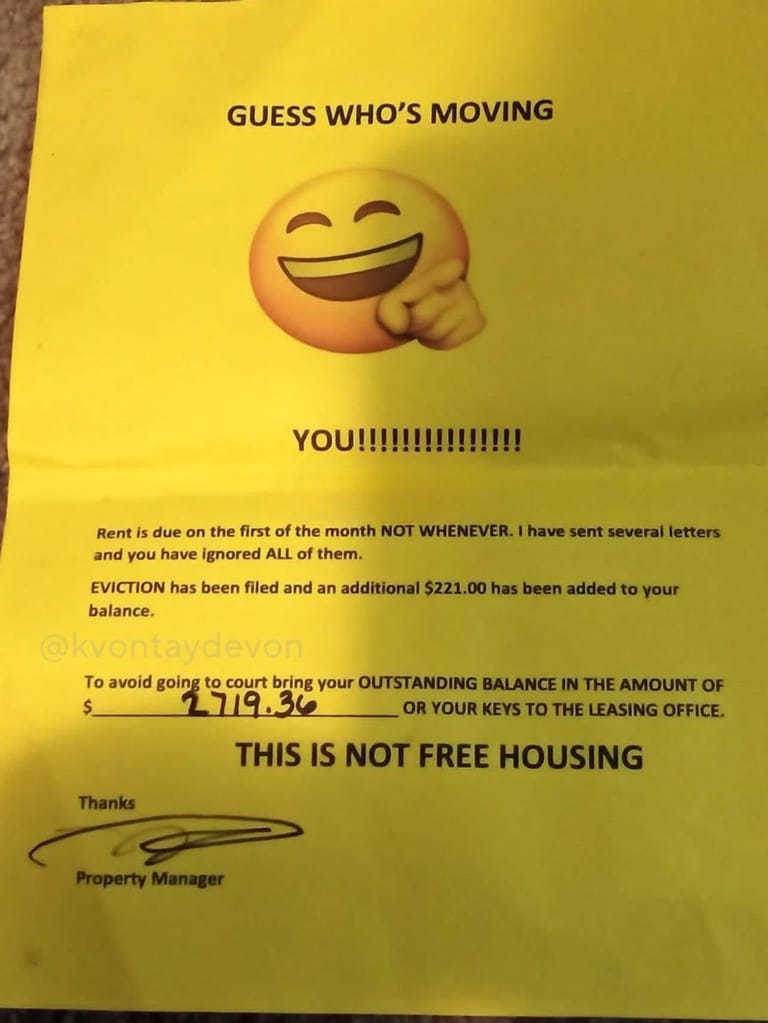 GUESS WHO'S MOVING
YOU!!!!!!!!!!!!!!!
Rent is due on the first of the month NOT WHENEVER. I have sent several letters
and you have ignored ALL of them.
EVICTION has been filed and an additional $221.00 has been added to your
balance.
@kvontaydevon
To avoid going to court bring your OUTSTANDING BALANCE IN THE AMOUNT OF
$ 2719.36 OR YOUR KEYS TO THE LEASING OFFICE.
THIS IS NOT FREE HOUSING
Thanks
Property Manager